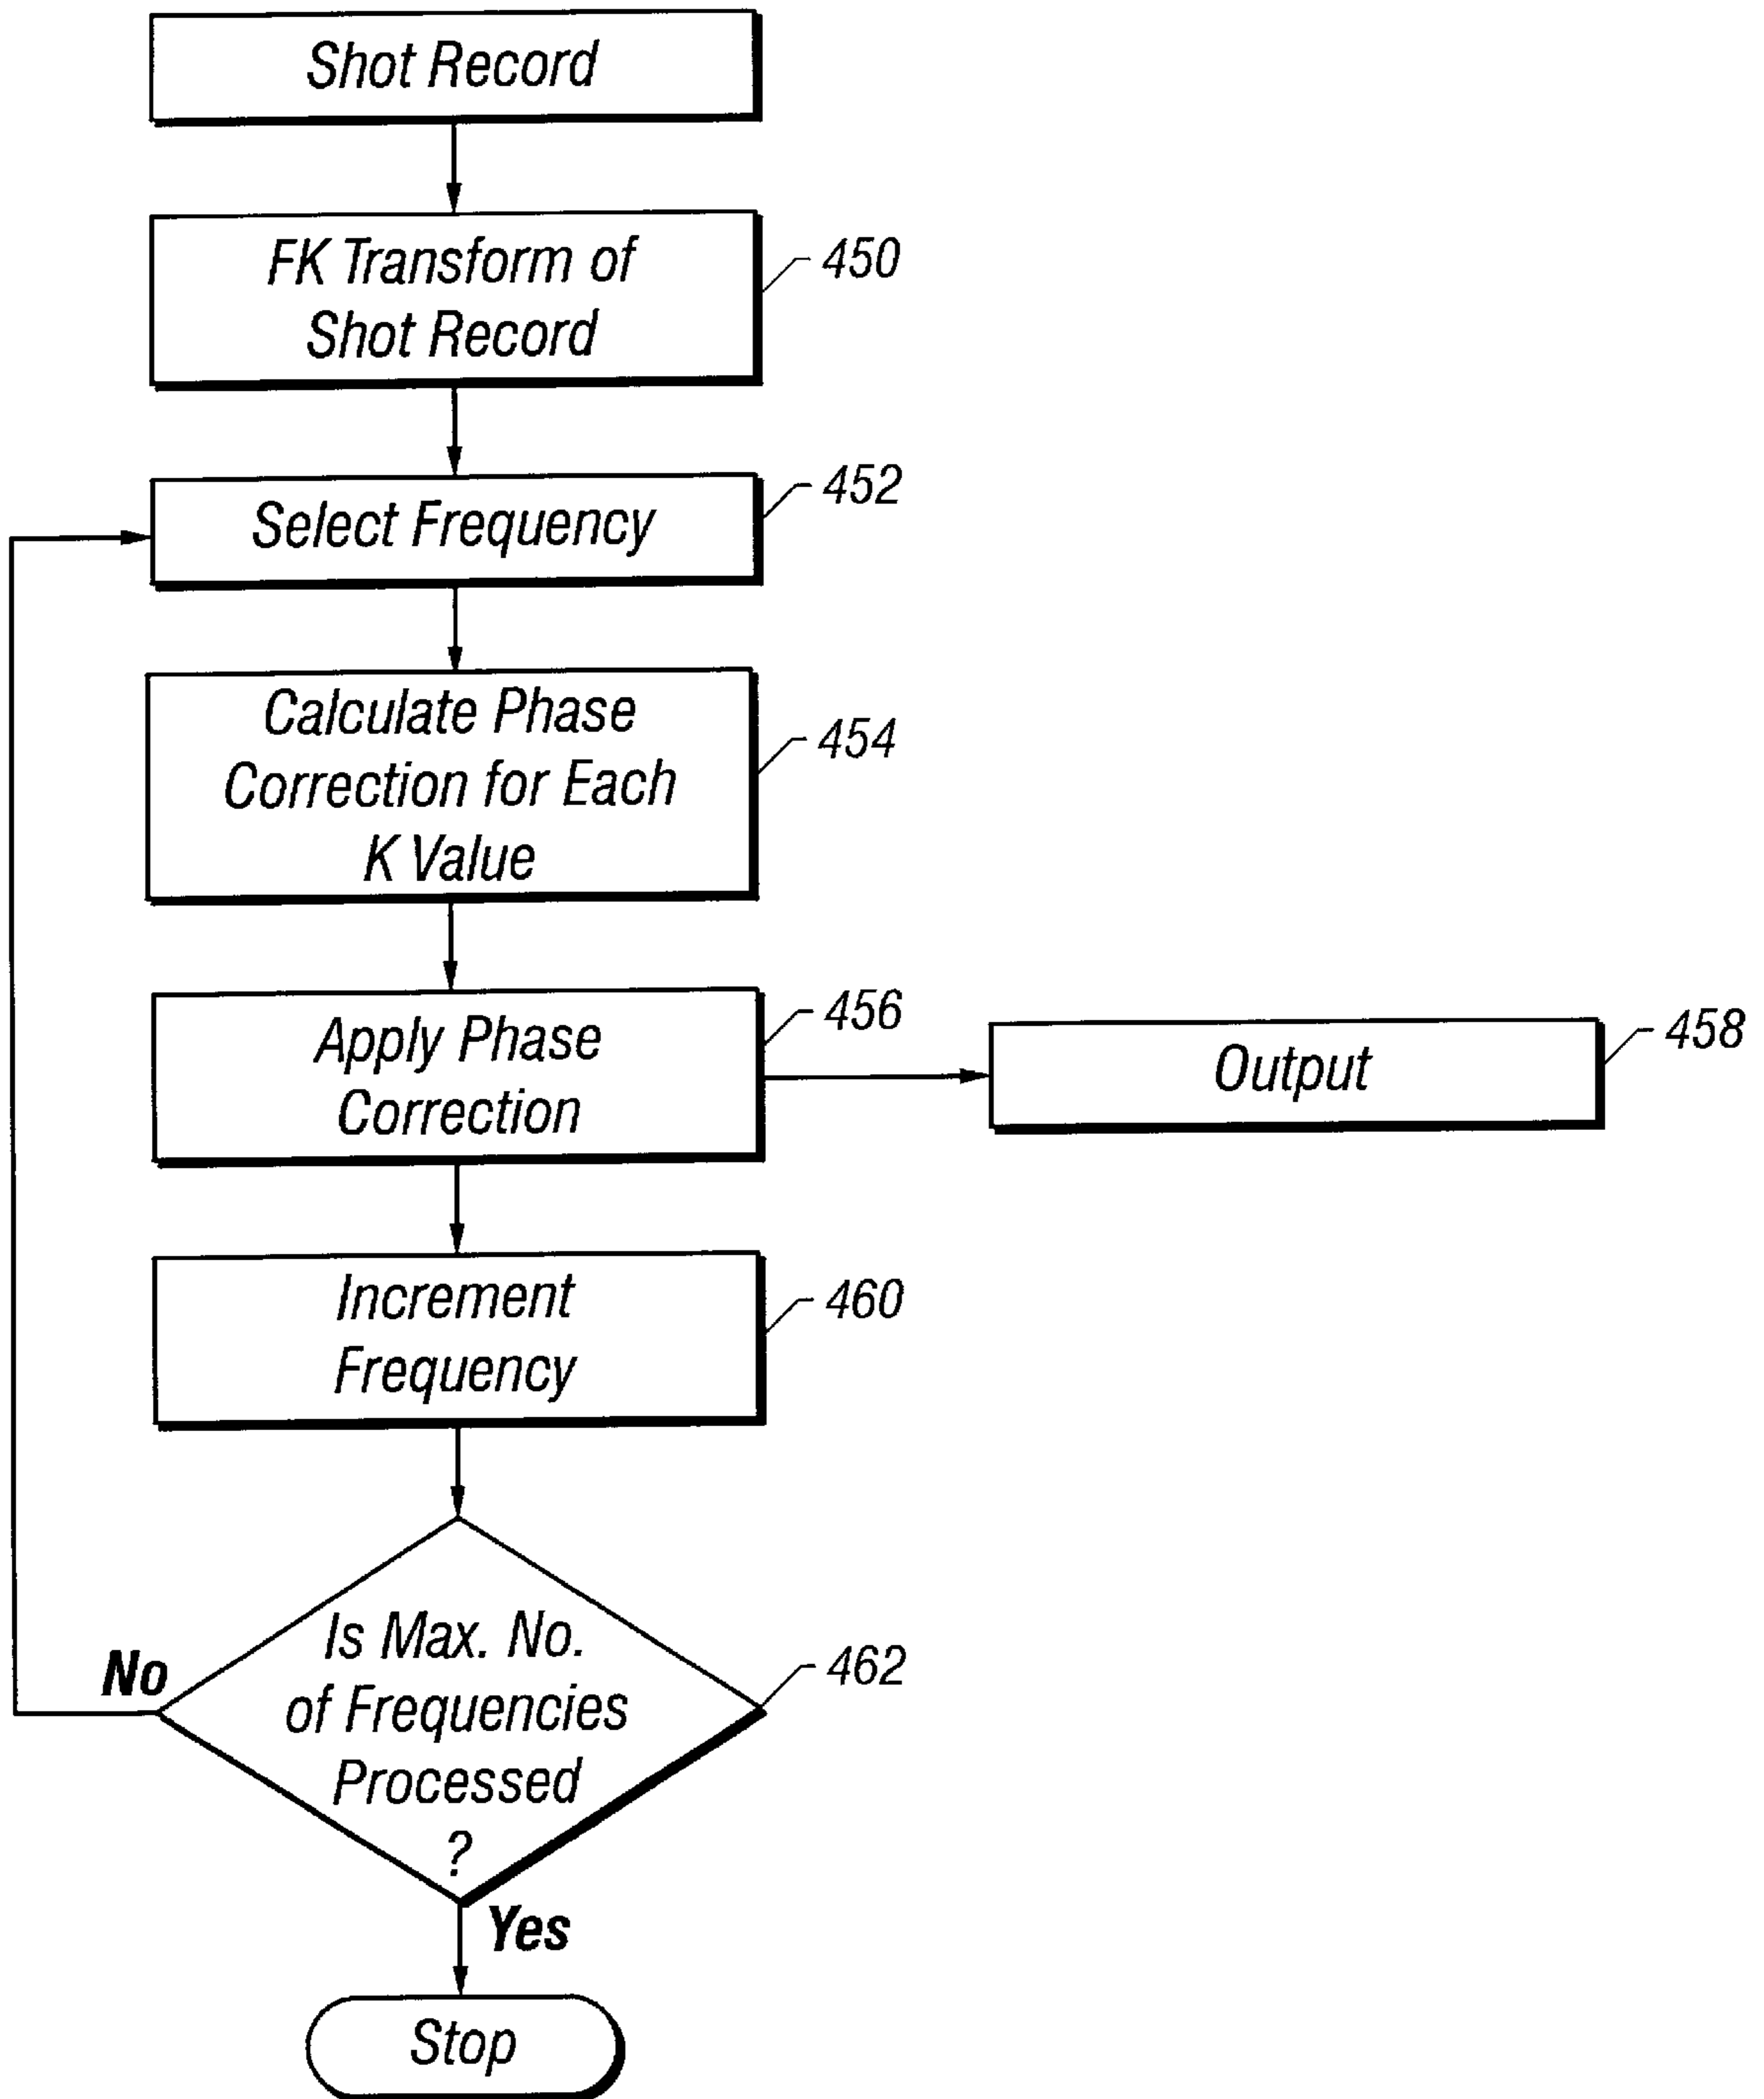 Shot Record
FK Transform of
Shot Record
450
Select Frequency
452
Calculate Phase
Correction for Each
K Value
454
Apply Phase
Correction
456
Output
458
Increment
Frequency
460
Is Max. No.
of Frequencies
Processed
?
462
No
Yes
Stop